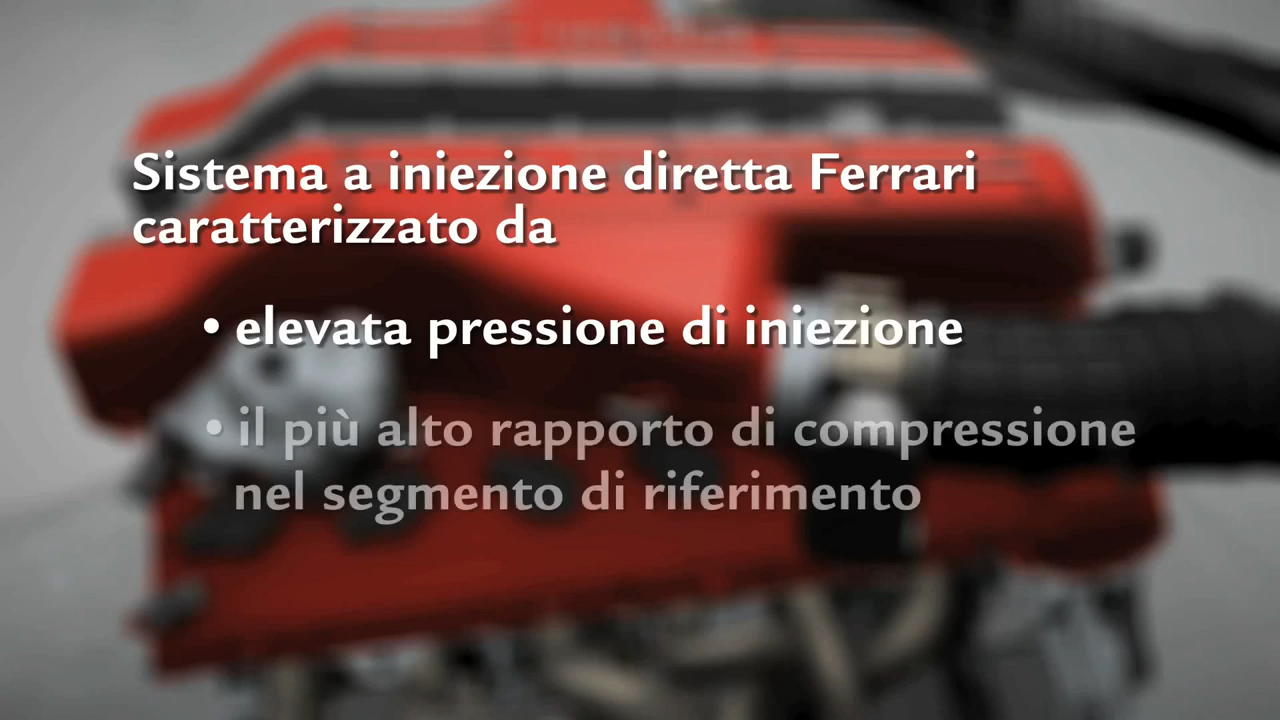 Sistema a iniezione diretta Ferrari
caratterizzato da
• elevata pressione di iniezione
• il più alto rapporto di compressione
nel segmento di riferimento